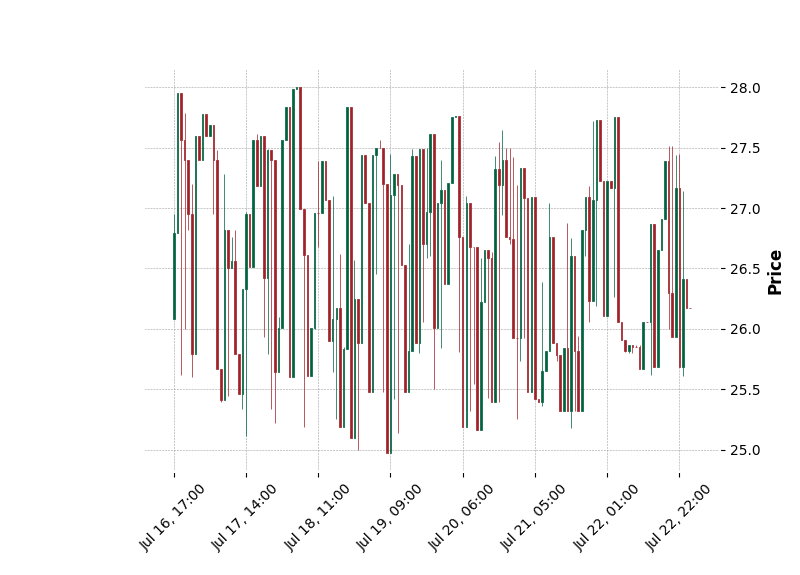 28.0
27.5
27.0
26.5
26.0
25.5
25.0
Price
Jul 16, 17:00
Jul 17, 14:00
Jul 18, 11:00
Jul 19, 09:00
Jul 20, 06:00
Jul 21, 05:00
Jul 22, 01:00
Jul 22, 22:00